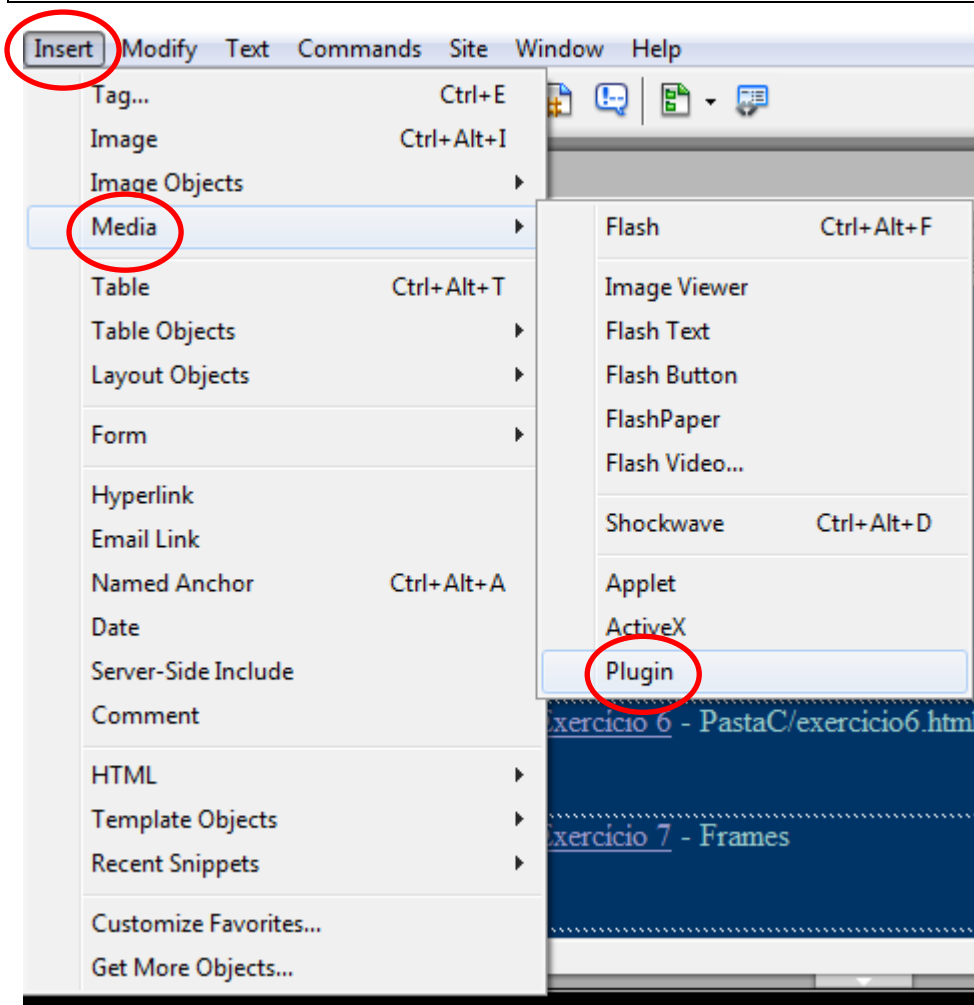 Insert Modify Text Commands Site Window Help
Tag... Ctrl+E
Image Ctrl+Alt+I
Image Objects
Media
Table Ctrl+Alt+T
Table Objects
Layout Objects
Form
Hyperlink
Email Link
Named Anchor Ctrl+Alt+A
Date
Server-Side Include
Comment
HTML
Template Objects
Recent Snippets
Customize Favorites...
Get More Objects...
Flash Ctrl+Alt+F
Image Viewer
Flash Text
Flash Button
FlashPaper
Flash Video...
Shockwave Ctrl+Alt+D
Applet
ActiveX
Plugin
Exercício 6 - PastaC/exercicio6.html
Exercício 7 - Frames